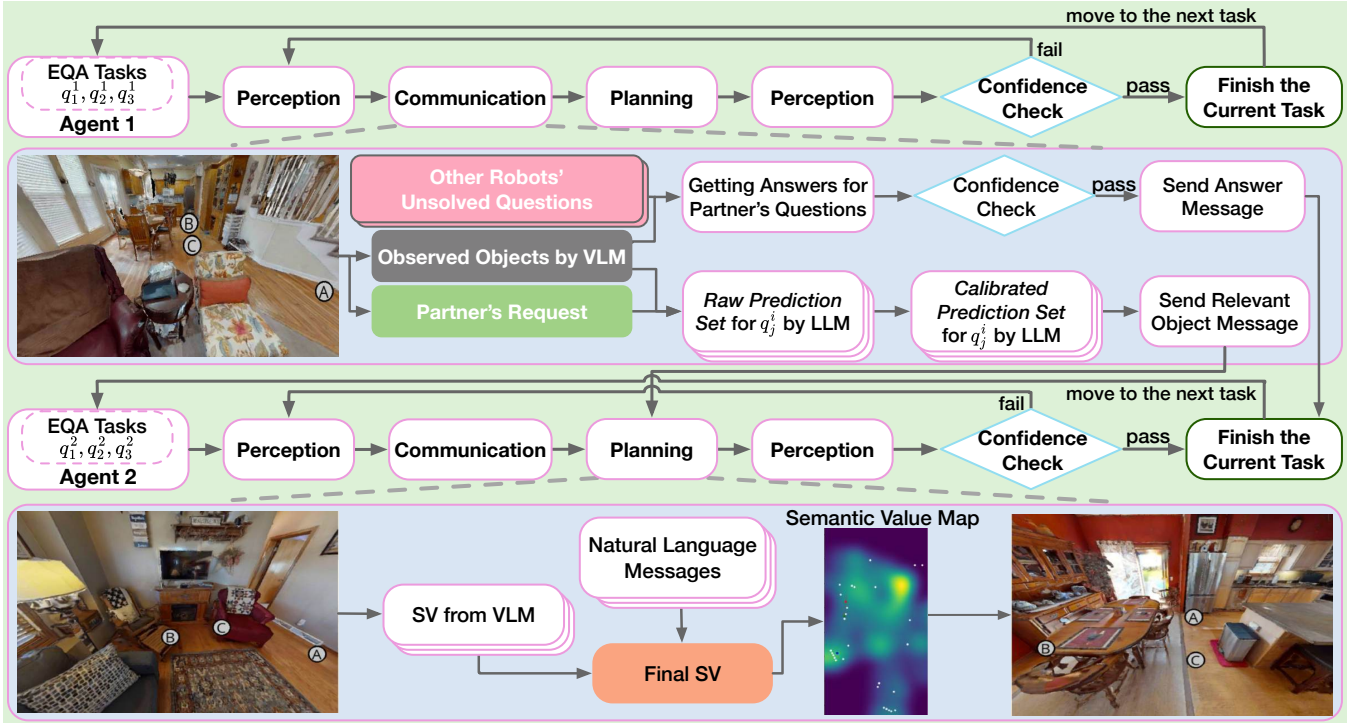 move to the next task
fail
EQA Tasks
q_1^1, q_2^1, q_3^1
Agent 1
Perception
Communication
Planning
Perception
Confidence
Check
pass
Finish the
Current Task
Other Robots'
Unsolved Questions
Observed Objects by VLM
Partner's Request
Getting Answers for
Partner's Questions
Confidence
Check
pass
Send Answer
Message
Raw Prediction
Set for q_j^i by LLM
Calibrated
Prediction Set
for q_j^i by LLM
Send Relevant
Object Message
B
C
A
move to the next task
fail
EQA Tasks
q_1^2, q_2^2, q_3^2
Agent 2
Perception
Communication
Planning
Perception
Confidence
Check
pass
Finish the
Current Task
C
B
A
SV from VLM
Natural Language
Messages
Final SV
Semantic Value Map
A
B
C